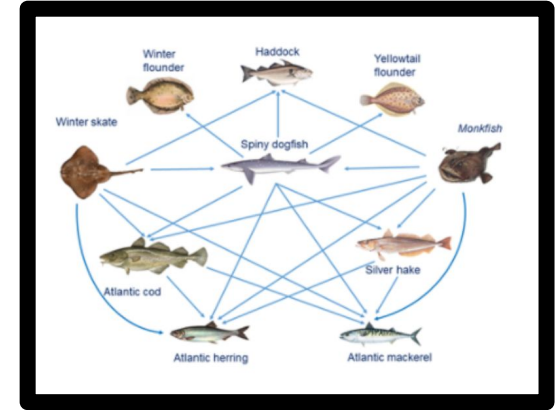 Winter
flounder
Haddock
Yellowtail
flounder
Winter skate
Monkfish
Spiny dogfish
Silver hake
Atlantic cod
Atlantic herring
Atlantic mackerel